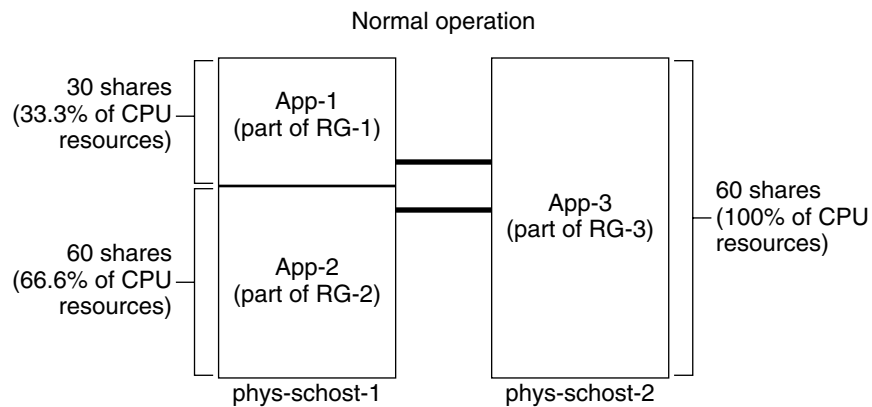 Normal operation
30 shares
(33.3% of CPU
resources)
App-1
(part of RG-1)
60 shares
(66.6% of CPU
resources)
App-2
(part of RG-2)
App-3
(part of RG-3)
60 shares
(100% of CPU
resources)
phys-schost-1
phys-schost-2